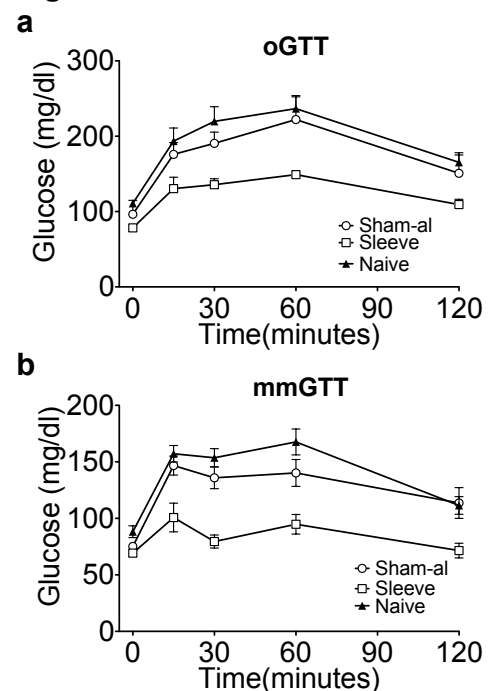 a
oGTT
Glucose (mg/dl)
300
200
100
0
Sham-al
Sleeve
Naive
0 30 60 90 120
Time(minutes)
b
mmGTT
Glucose (mg/dl)
200
150
100
50
0
Sham-al
Sleeve
Naive
0 30 60 90 120
Time(minutes)